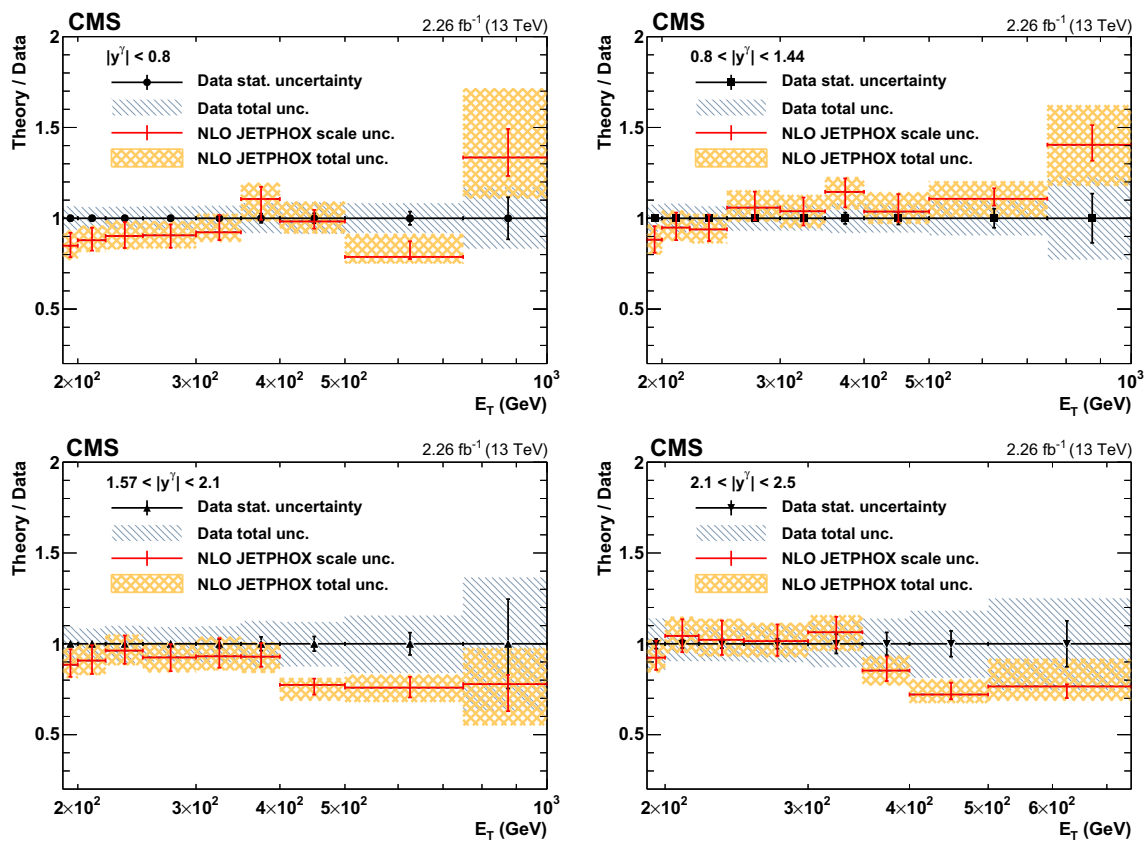 CMS 2.26 fb⁻¹ (13 TeV)
Theory / Data
|y^γ| < 0.8
Data stat. uncertainty
Data total unc.
NLO JETPHOX scale unc.
NLO JETPHOX total unc.
2
1.5
1
0.5
2×10² 3×10² 4×10² 5×10² 10³
E_T (GeV)
CMS 2.26 fb⁻¹ (13 TeV)
Theory / Data
0.8 < |y^γ| < 1.44
Data stat. uncertainty
Data total unc.
NLO JETPHOX scale unc.
NLO JETPHOX total unc.
2
1.5
1
0.5
2×10² 3×10² 4×10² 5×10² 10³
E_T (GeV)
CMS 2.26 fb⁻¹ (13 TeV)
Theory / Data
1.57 < |y^γ| < 2.1
Data stat. uncertainty
Data total unc.
NLO JETPHOX scale unc.
NLO JETPHOX total unc.
2
1.5
1
0.5
2×10² 3×10² 4×10² 5×10² 10³
E_T (GeV)
CMS 2.26 fb⁻¹ (13 TeV)
Theory / Data
2.1 < |y^γ| < 2.5
Data stat. uncertainty
Data total unc.
NLO JETPHOX scale unc.
NLO JETPHOX total unc.
2
1.5
1
0.5
2×10² 3×10² 4×10² 5×10² 6×10²
E_T (GeV)